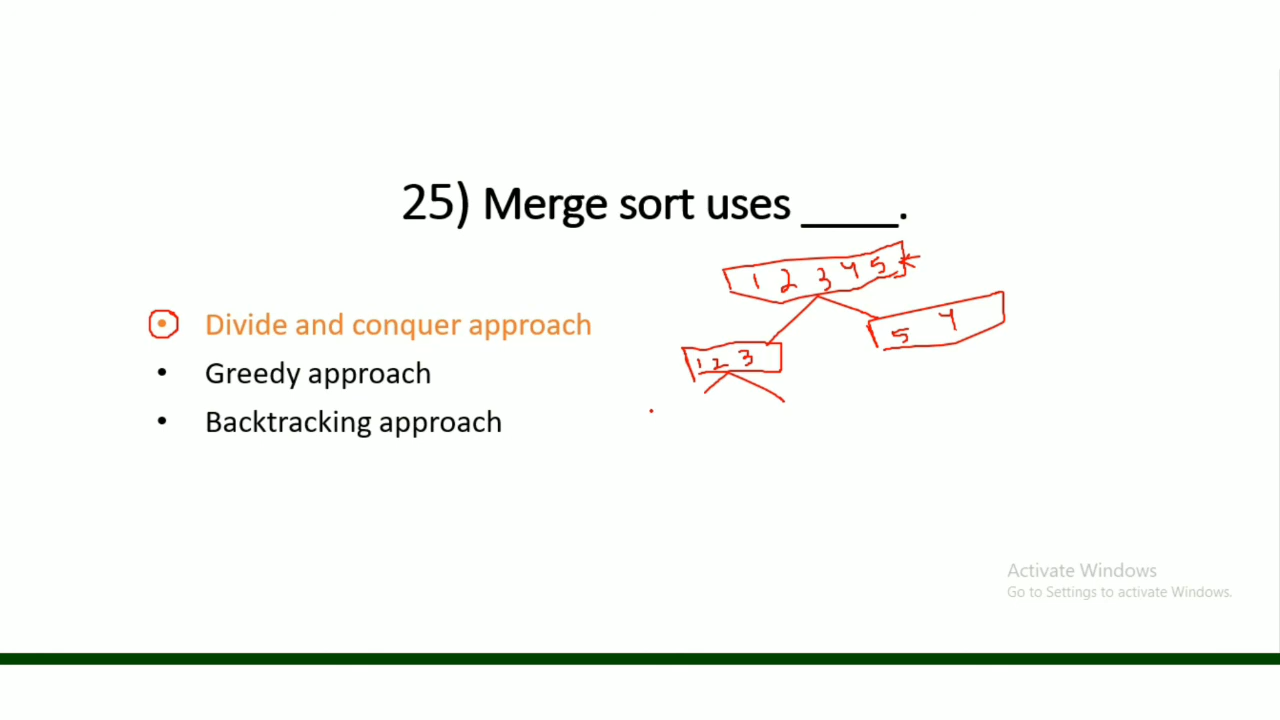 25) Merge sort uses ____.
1 2 3 4 5
• Divide and conquer approach
5 4
1 2 3
• Greedy approach
• Backtracking approach
Activate Windows
Go to Settings to activate Windows.